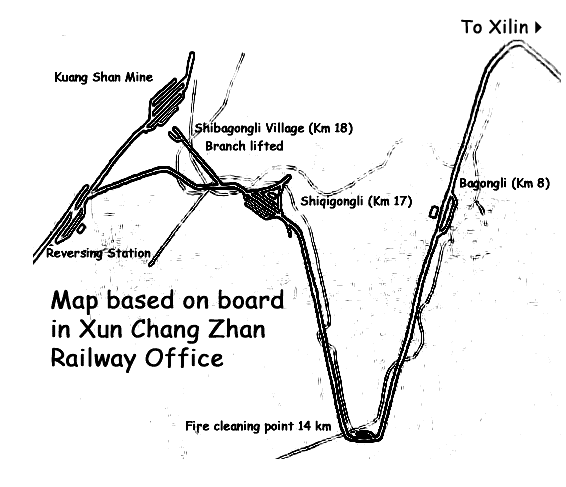 To Xilin
Kuang Shan Mine
Shibagongli Village (Km 18)
Branch lifted
Bagongli (Km 8)
Shiqigongli (Km 17)
Reversing Station
Map based on board
in Xun Chang Zhan
Railway Office
Fire cleaning point 14 km